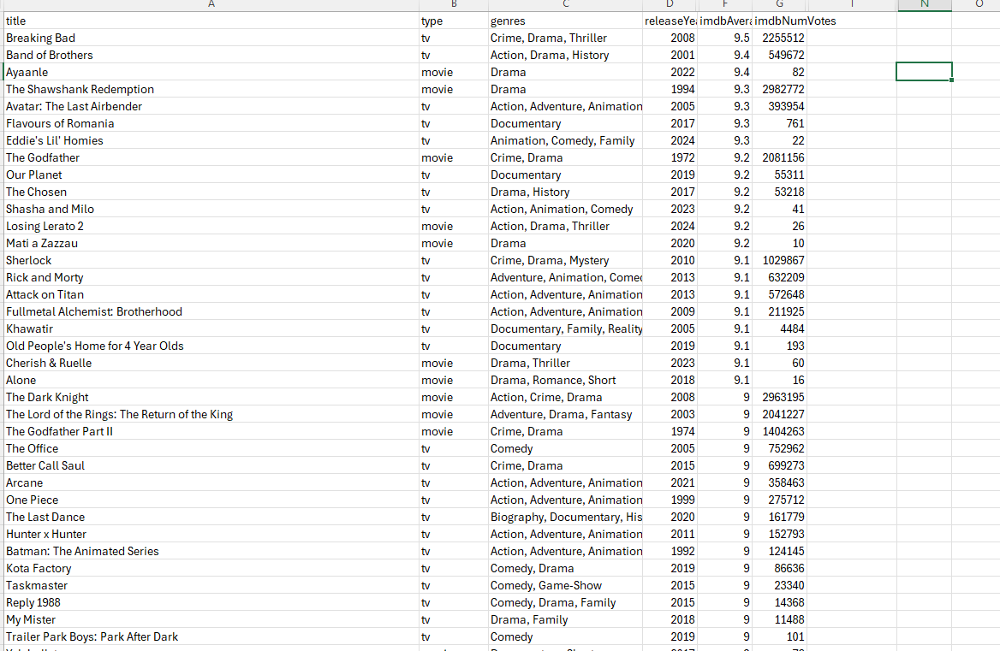 A B C D F G I N O
title type genres releaseYea imdbAvera imdbNumVotes
Breaking Bad tv Crime, Drama, Thriller 2008 9.5 2255512
Band of Brothers tv Action, Drama, History 2001 9.4 549672
Ayaanle movie Drama 2022 9.4 82
The Shawshank Redemption movie Drama 1994 9.3 2982772
Avatar: The Last Airbender tv Action, Adventure, Animation 2005 9.3 393954
Flavours of Romania tv Documentary 2017 9.3 761
Eddie's Lil' Homies tv Animation, Comedy, Family 2024 9.3 22
The Godfather movie Crime, Drama 1972 9.2 2081156
Our Planet tv Documentary 2019 9.2 55311
The Chosen tv Drama, History 2017 9.2 53218
Shasha and Milo tv Action, Animation, Comedy 2023 9.2 41
Losing Lerato 2 movie Action, Drama, Thriller 2024 9.2 26
Mati a Zazzau movie Drama 2020 9.2 10
Sherlock tv Crime, Drama, Mystery 2010 9.1 1029867
Rick and Morty tv Adventure, Animation, Comed 2013 9.1 632209
Attack on Titan tv Action, Adventure, Animation 2013 9.1 572648
Fullmetal Alchemist: Brotherhood tv Action, Adventure, Animation 2009 9.1 211925
Khawatir tv Documentary, Family, Reality 2005 9.1 4484
Old People's Home for 4 Year Olds tv Documentary 2019 9.1 193
Cherish & Ruelle movie Drama, Thriller 2023 9.1 60
Alone movie Drama, Romance, Short 2018 9.1 16
The Dark Knight movie Action, Crime, Drama 2008 9 2963195
The Lord of the Rings: The Return of the King movie Adventure, Drama, Fantasy 2003 9 2041227
The Godfather Part II movie Crime, Drama 1974 9 1404263
The Office tv Comedy 2005 9 752962
Better Call Saul tv Crime, Drama 2015 9 699273
Arcane tv Action, Adventure, Animation 2021 9 358463
One Piece tv Action, Adventure, Animation 1999 9 275712
The Last Dance tv Biography, Documentary, His 2020 9 161779
Hunter x Hunter tv Action, Adventure, Animation 2011 9 152793
Batman: The Animated Series tv Action, Adventure, Animation 1992 9 124145
Kota Factory tv Comedy, Drama 2019 9 86636
Taskmaster tv Comedy, Game-Show 2015 9 23340
Reply 1988 tv Comedy, Drama, Family 2015 9 14368
My Mister tv Drama, Family 2018 9 11488
Trailer Park Boys: Park After Dark tv Comedy 2019 9 101